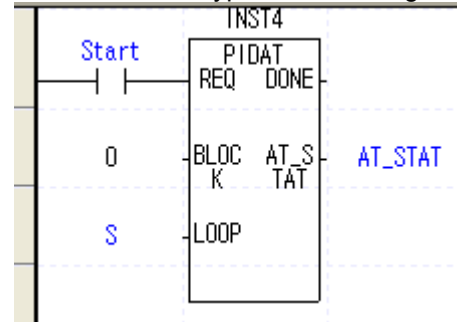 INST4
Start PIDAT
REQ DONE
0 BLOC AT_S AT_STAT
K TAT
S LOOP